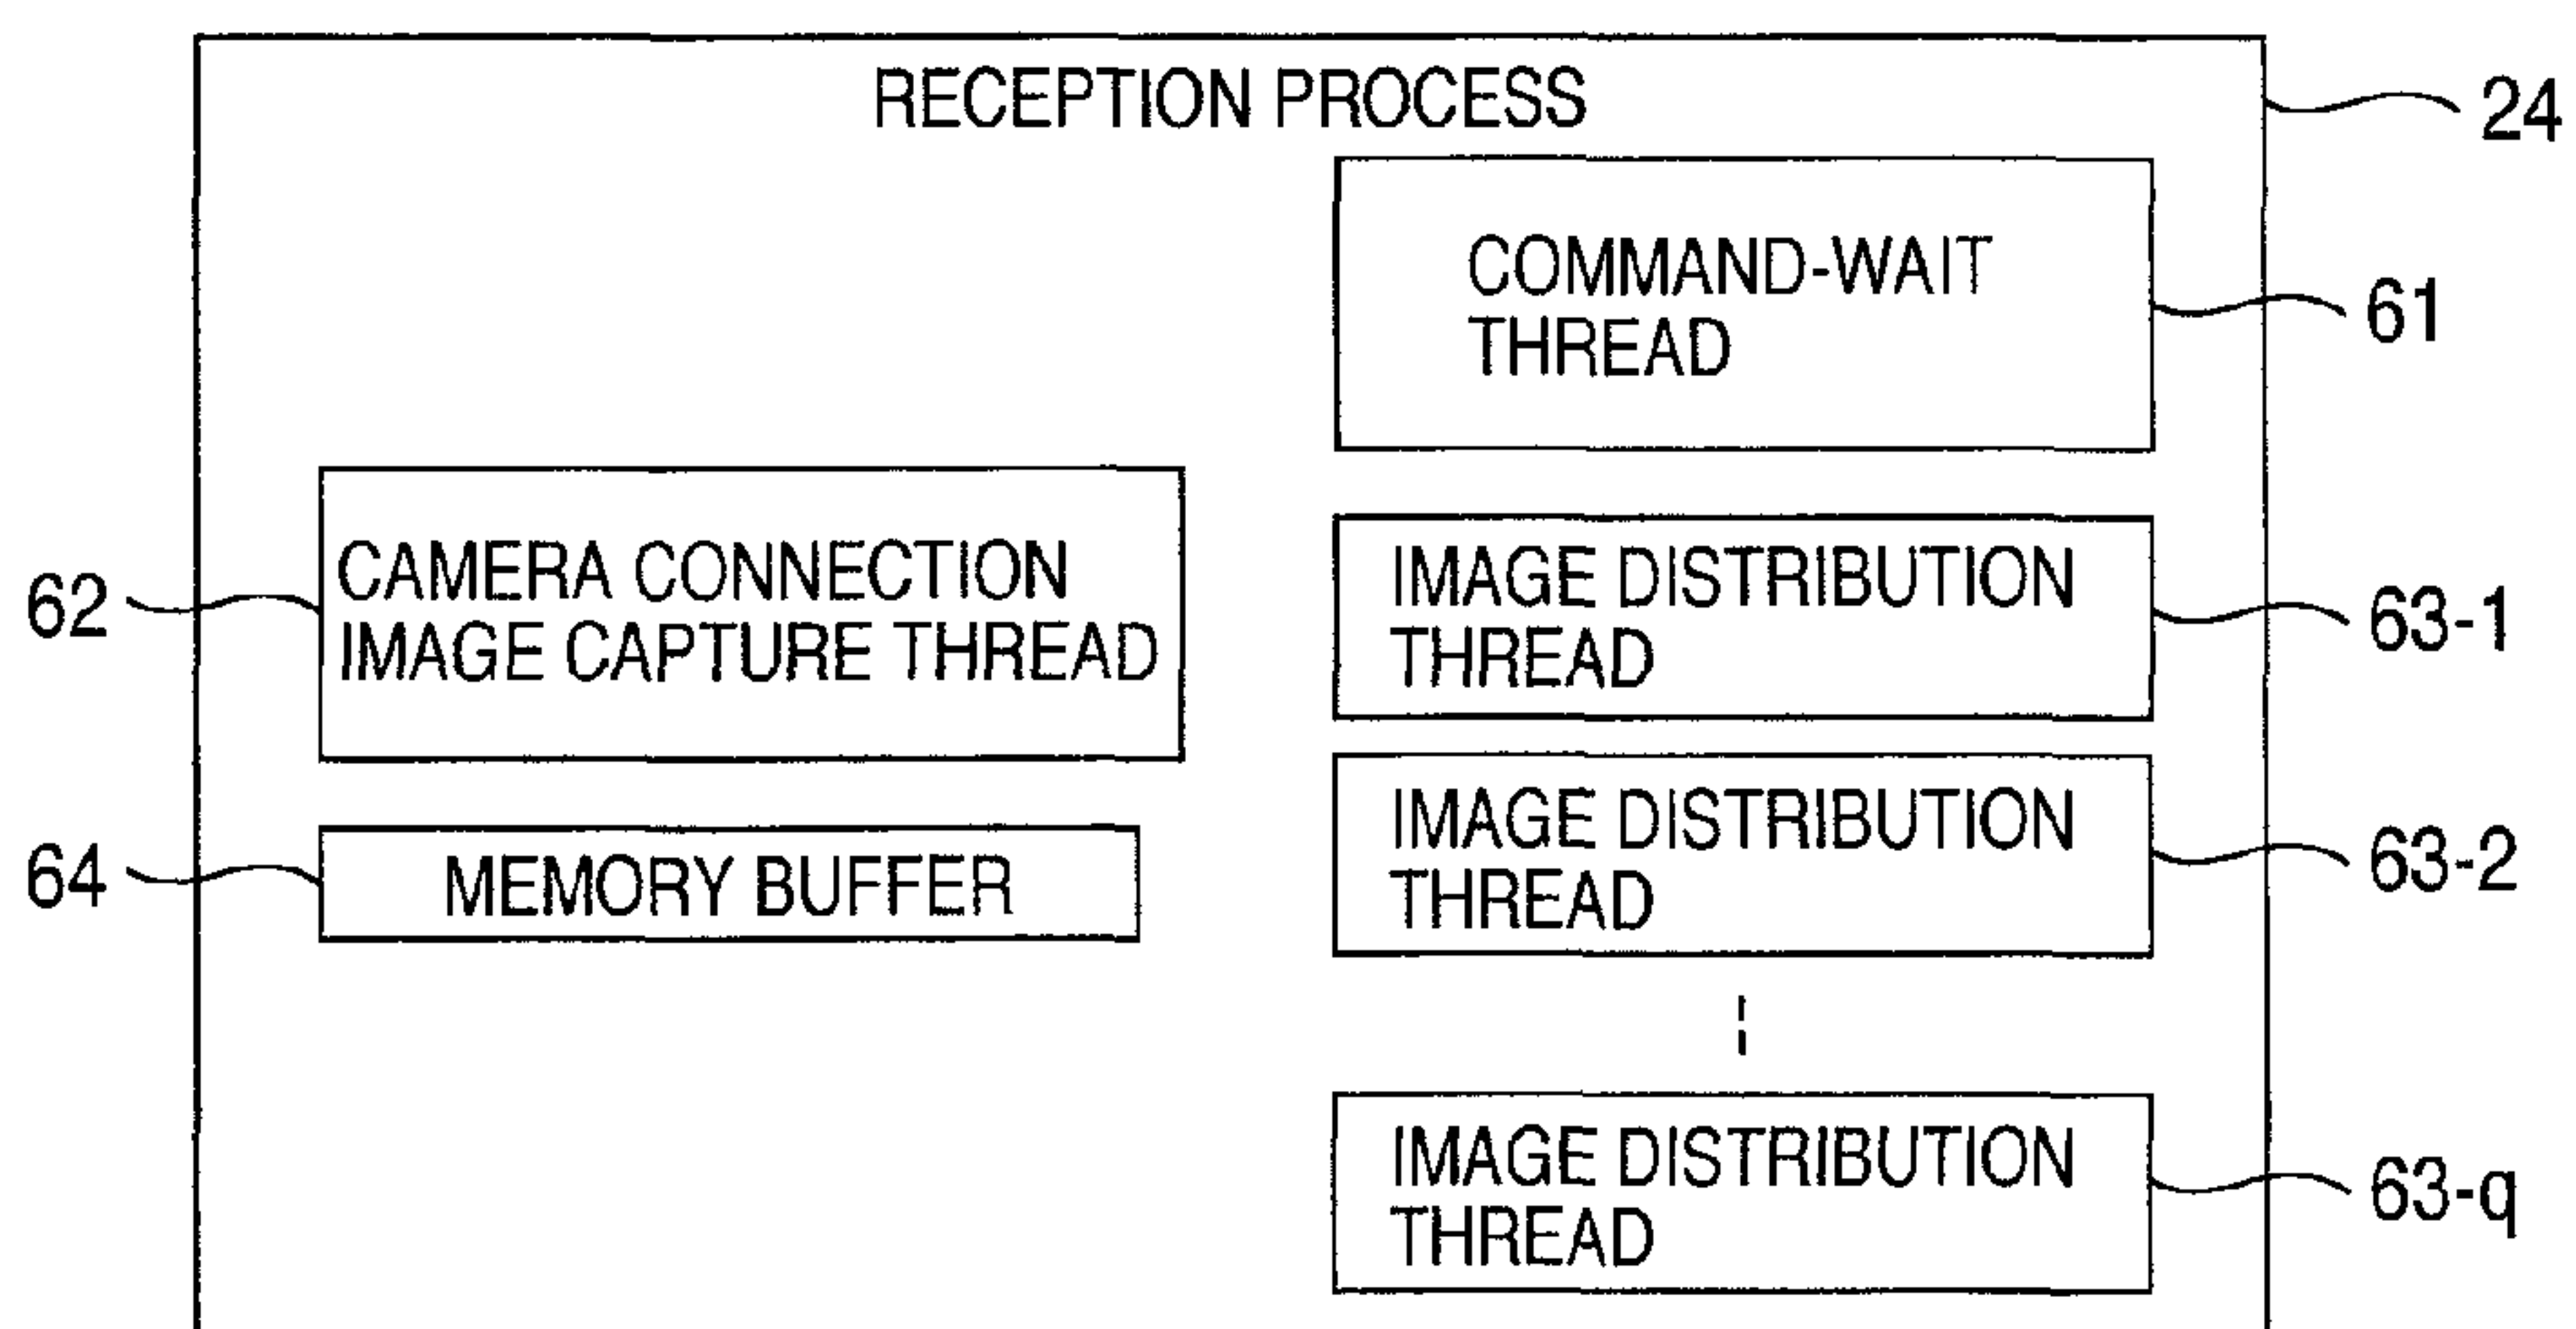 RECEPTION PROCESS
24
COMMAND-WAIT
THREAD
61
CAMERA CONNECTION
IMAGE CAPTURE THREAD
62
IMAGE DISTRIBUTION
THREAD
63-1
MEMORY BUFFER
64
IMAGE DISTRIBUTION
THREAD
63-2
IMAGE DISTRIBUTION
THREAD
63-q